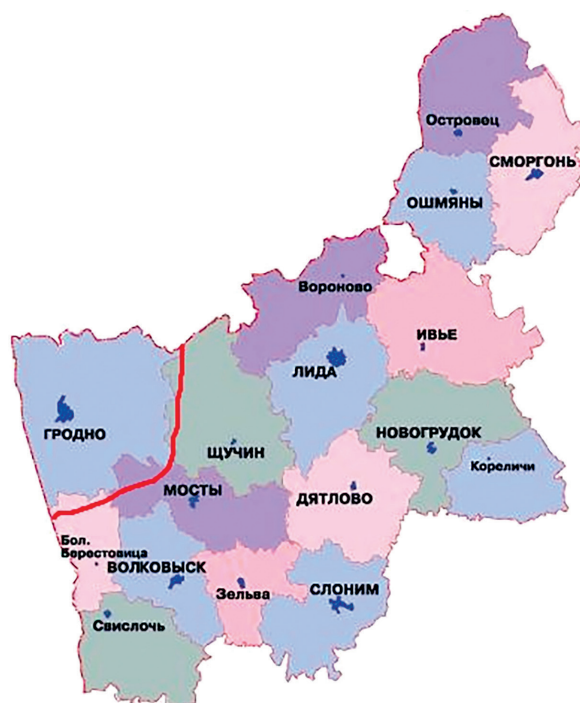 Островец
СМОРГОНЬ
ОШМЯНЫ
Вороново
ИВЬЕ
ЛИДА
ГРОДНО
НОВОГРУДОК
ЩУЧИН
Кореличи
МОСТЫ
ДЯТЛОВО
Бол.
Берестовица
ВОЛКОВЫСК
Зельва
СЛОНИМ
Свислочь